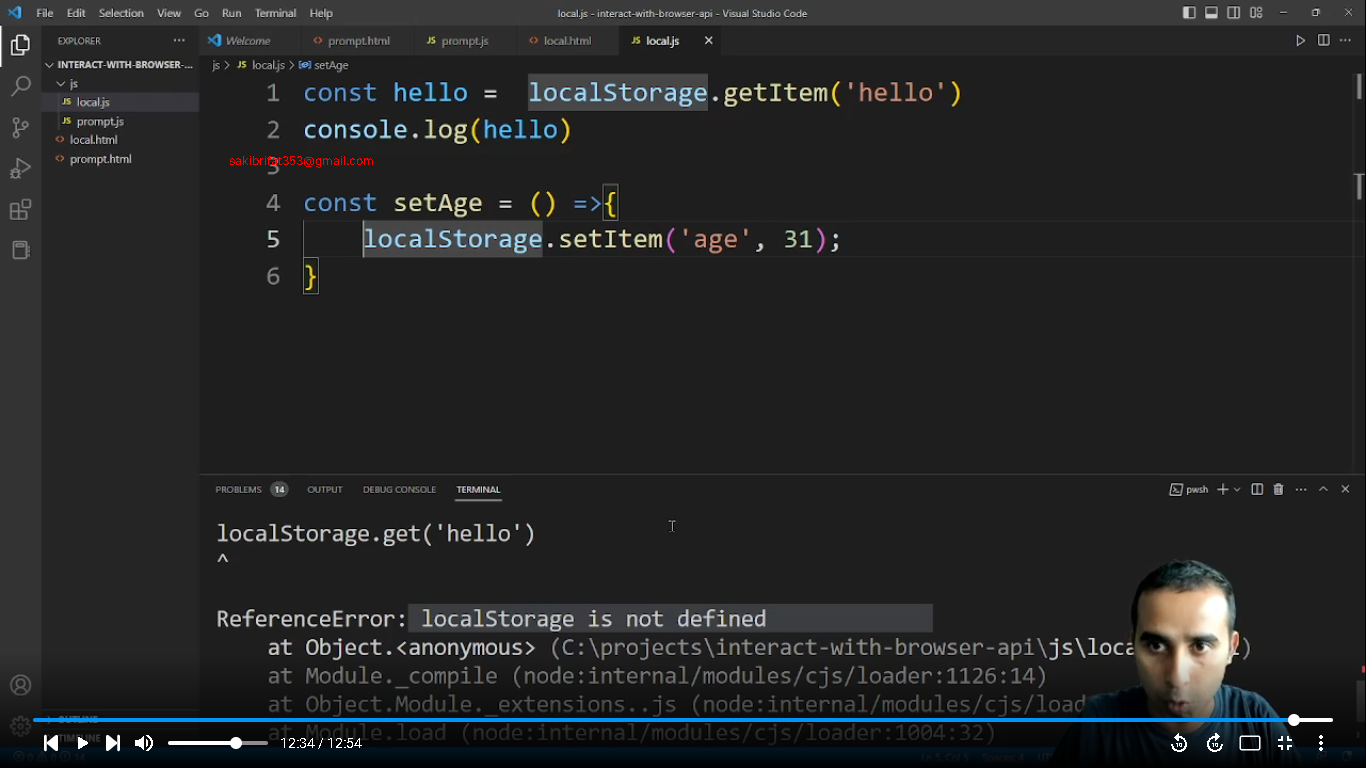 File Edit Selection View Go Run Terminal Help
local.js - interact-with-browser-api - Visual Studio Code
EXPLORER
Welcome prompt.html prompt.js local.html local.js
INTERACT-WITH-BROWSER-...
js
local.js
prompt.js
local.html
prompt.html
js > local.js > setAge
1 const hello =  localStorage.getItem('hello')
2 console.log(hello)
sakibrifat353@gmail.com
3
4 const setAge = () =>{
5     localStorage.setItem('age', 31);
6 }
PROBLEMS 14 OUTPUT DEBUG CONSOLE TERMINAL
pwsh
localStorage.get('hello')
^
ReferenceError: localStorage is not defined
at Object.<anonymous> (C:\projects\interact-with-browser-api\js\loca
at Module._compile (node:internal/modules/cjs/loader:1126:14)
at Object.Module._extensions..js (node:internal/modules/cjs/load
at Module.load (node:internal/modules/cjs/loader:1004:32)
OUTLINE
TIMELINE
12:34 / 12:54
10 10